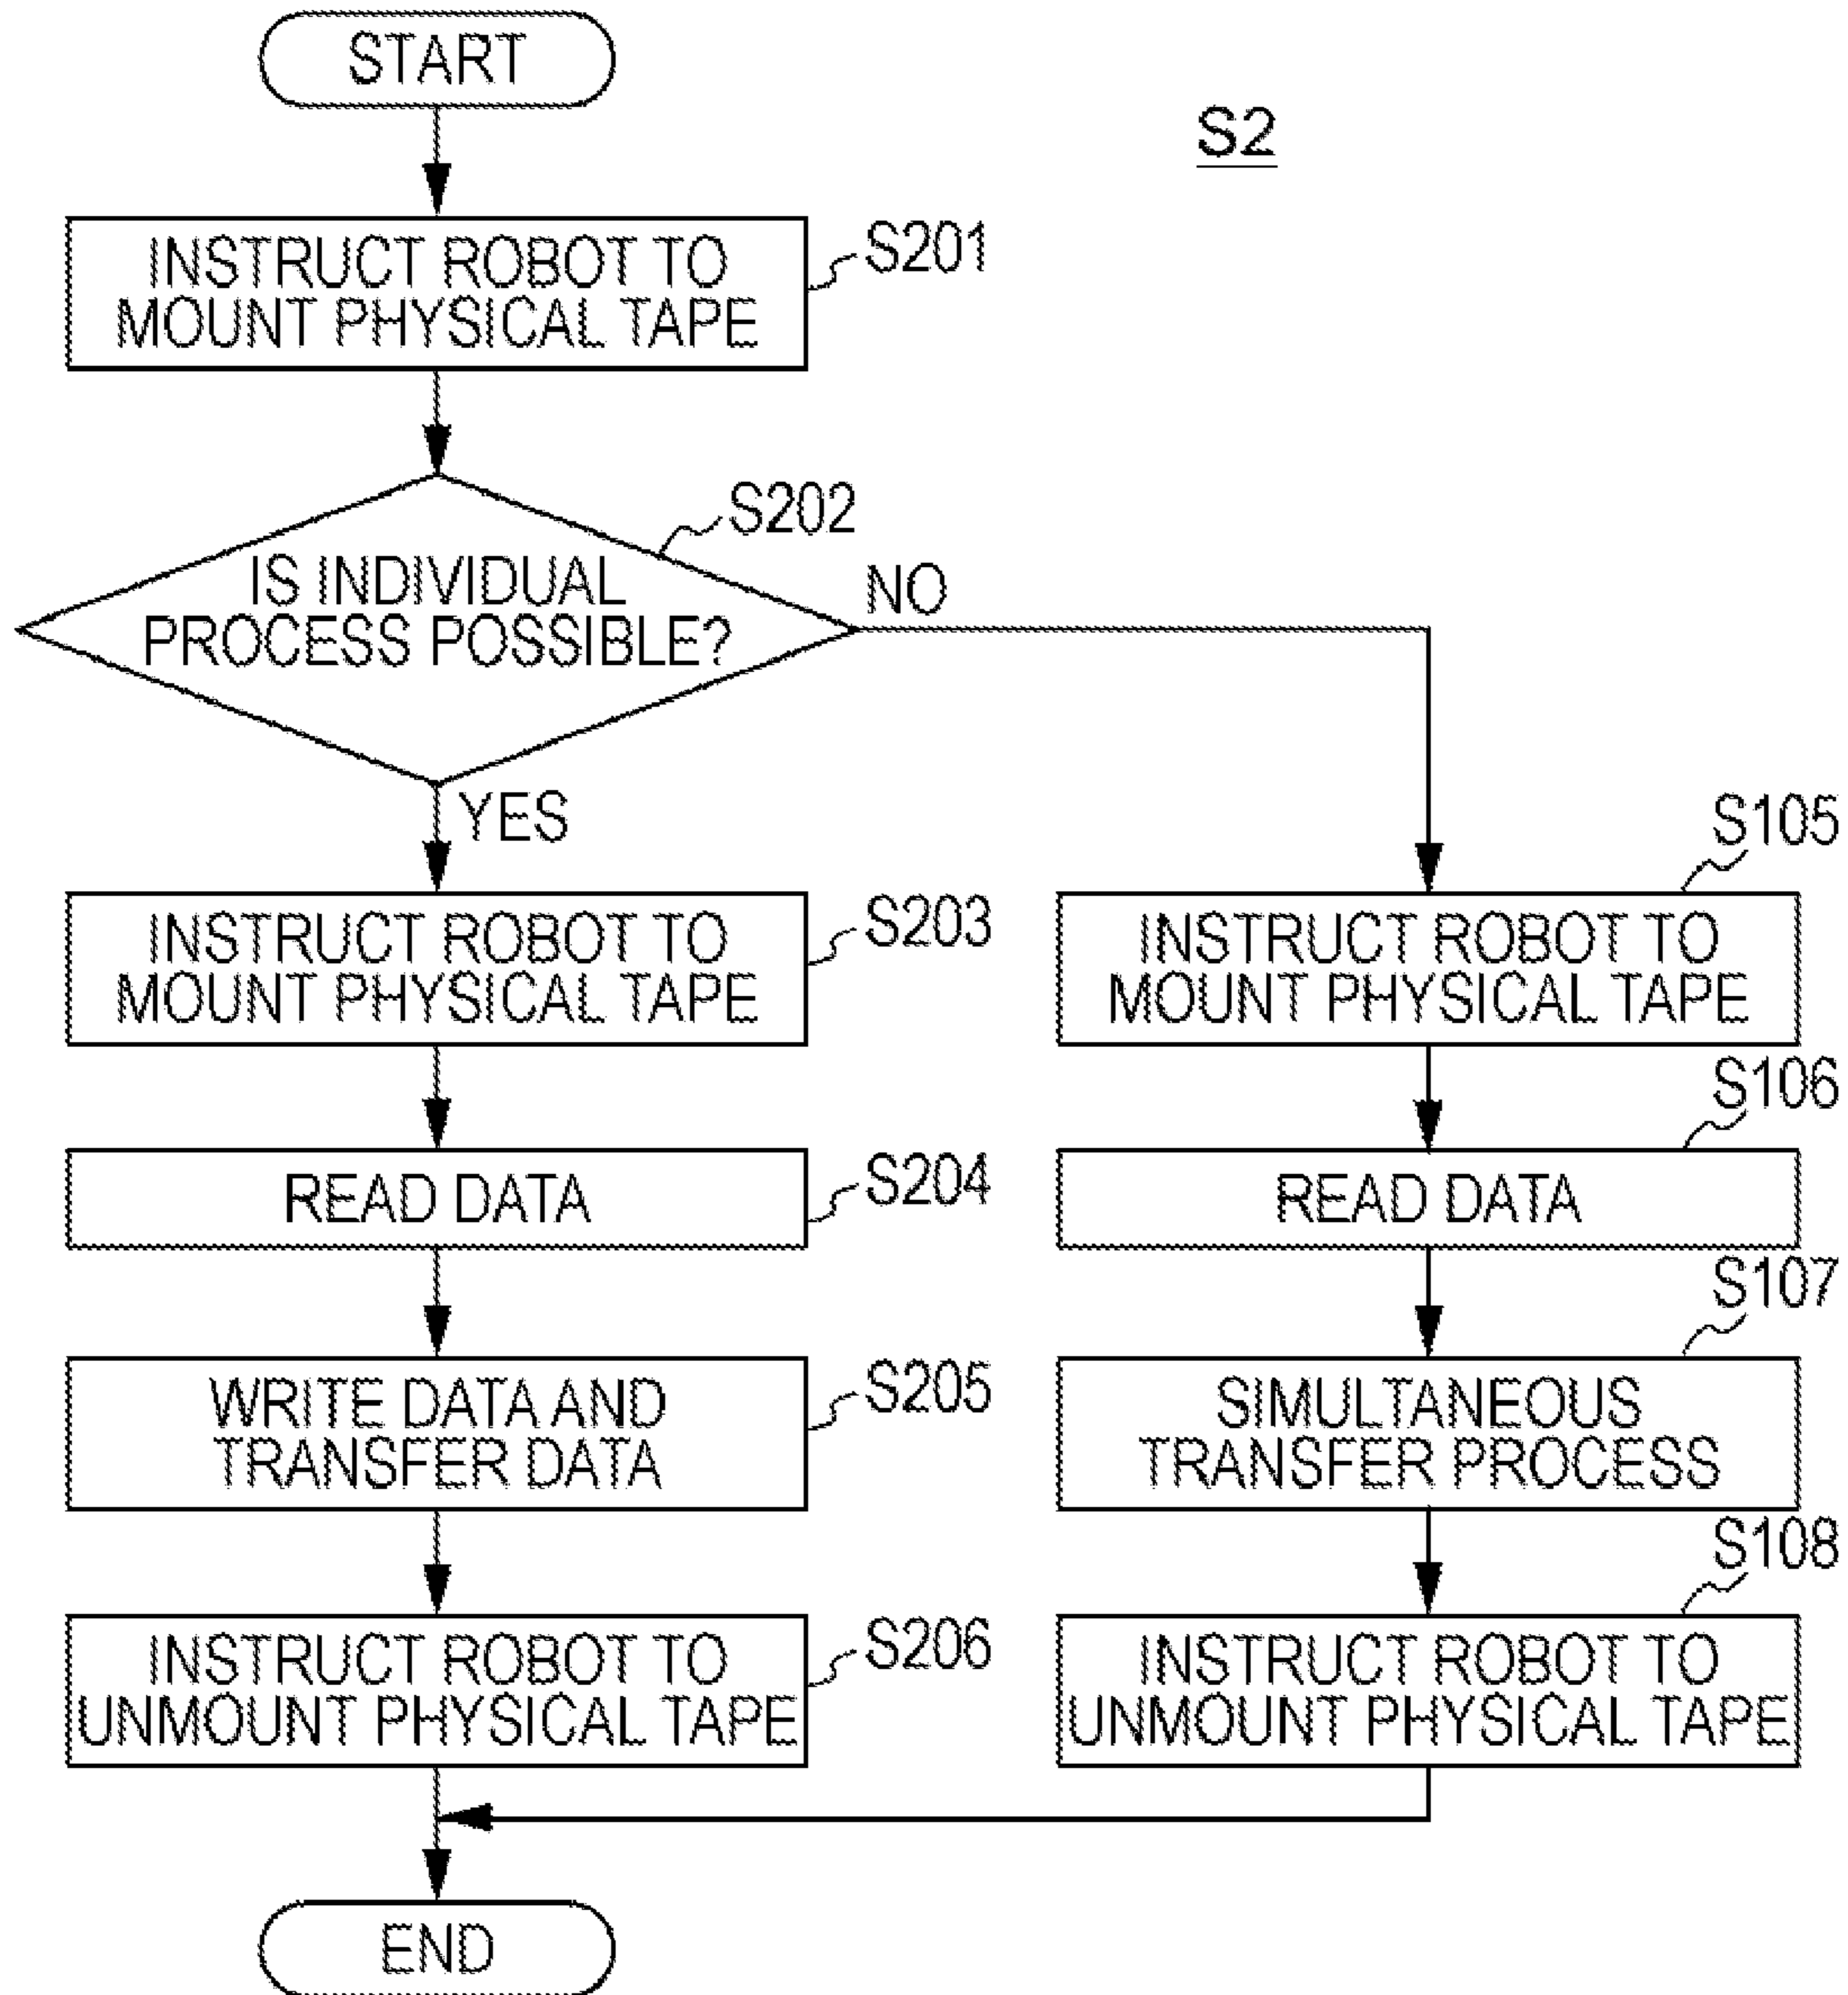 START
S2
INSTRUCT ROBOT TO
MOUNT PHYSICAL TAPE
S201
IS INDIVIDUAL
PROCESS POSSIBLE?
S202
NO
YES
INSTRUCT ROBOT TO
MOUNT PHYSICAL TAPE
S203
READ DATA
S204
WRITE DATA AND
TRANSFER DATA
S205
INSTRUCT ROBOT TO
UNMOUNT PHYSICAL TAPE
S206
S105
INSTRUCT ROBOT TO
MOUNT PHYSICAL TAPE
S106
READ DATA
S107
SIMULTANEOUS
TRANSFER PROCESS
S108
INSTRUCT ROBOT TO
UNMOUNT PHYSICAL TAPE
END